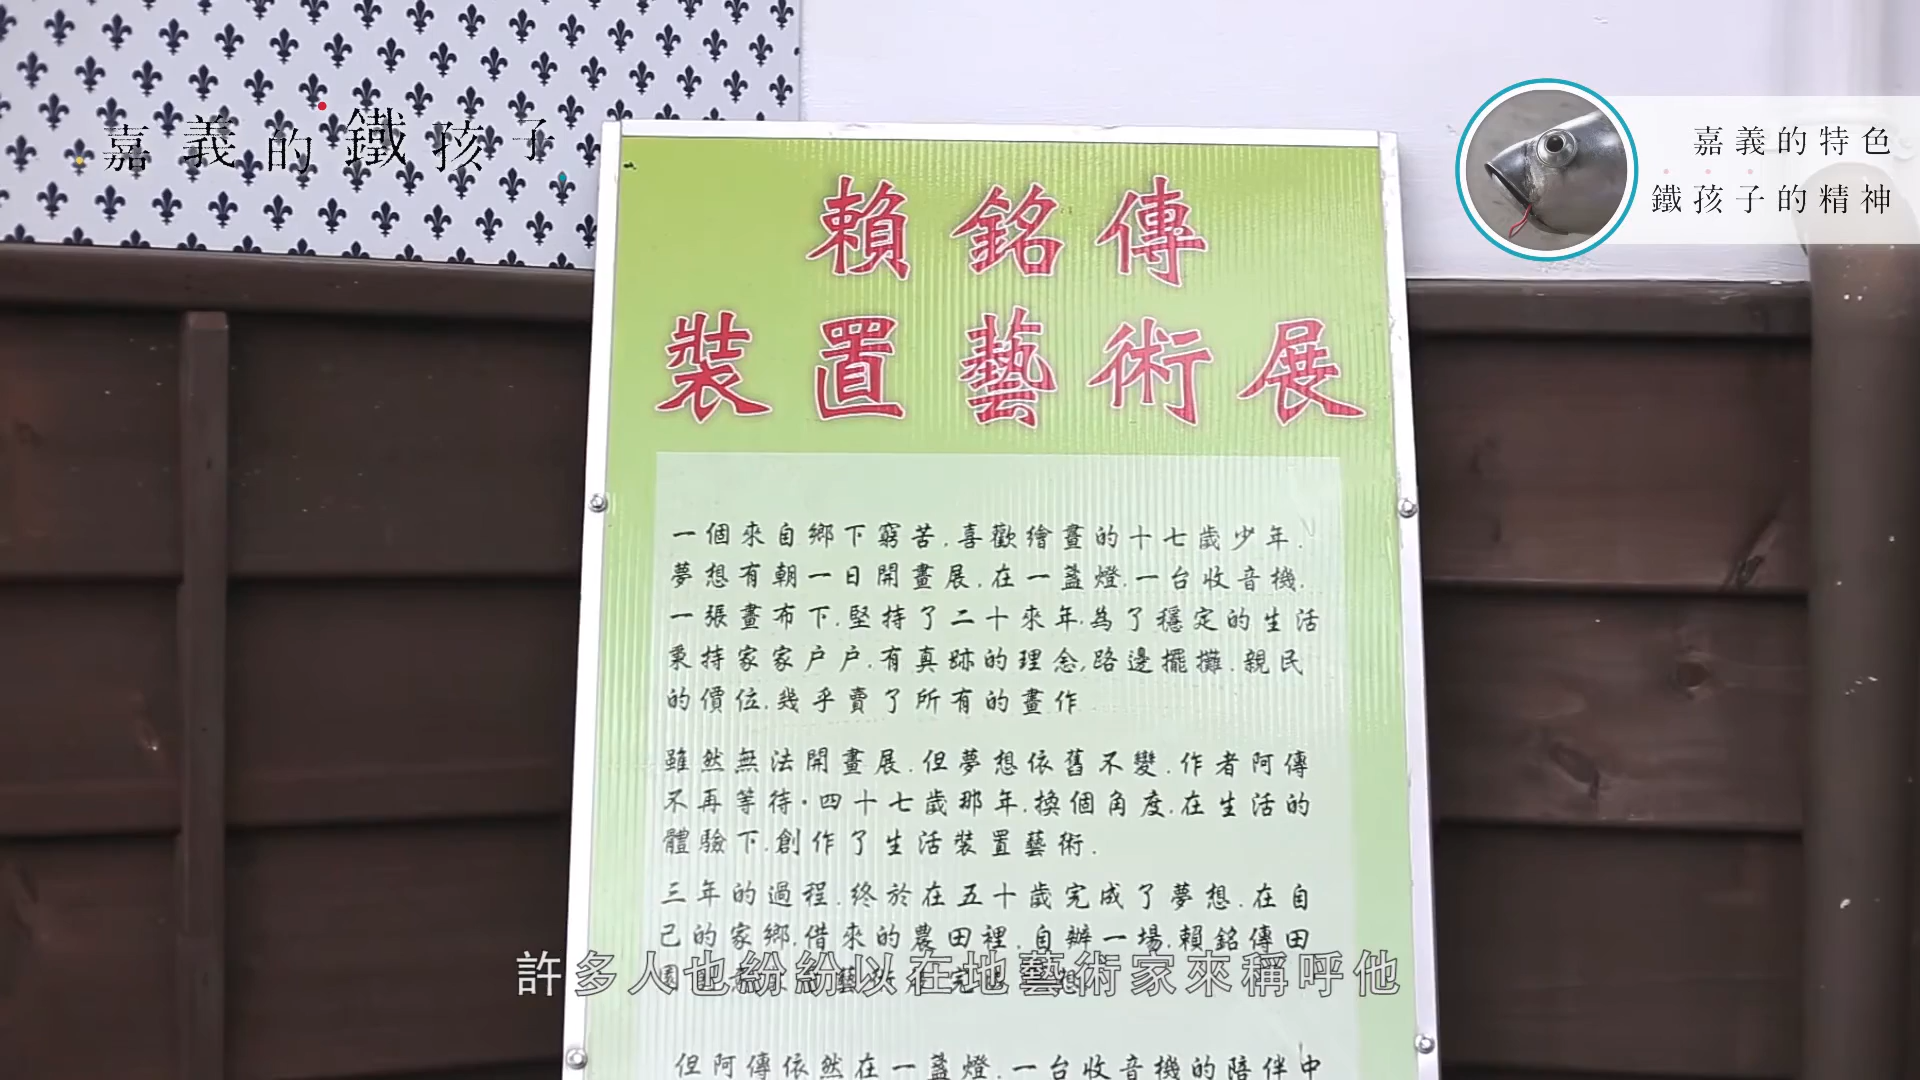 嘉義的鐵孩子
嘉義的特色
鐵孩子的精神
賴銘傳
裝置藝術展
一個來自鄉下窮苦.喜歡繪畫的十七歲少年.
夢想有朝一日開畫展.在一盞燈.一台收音機.
一張畫布下.堅持了二十來年.為了穩定的生活
秉持家家戶戶.有真跡的理念,路邊擺攤.親民
的價位.幾乎賣了所有的畫作
雖然無法開畫展.但夢想依舊不變.作者阿傳
不再等待.四十七歲那年.換個角度.在生活的
體驗下.創作了生活裝置藝術.
三年的過程.終於在五十歲完成了夢想.在自
己的家鄉.借來的農田裡.自辦一場.賴銘傳田
許多人也紛紛以在地藝術家來稱呼他
但阿傳依然在一盞燈.一台收音機的陪伴中